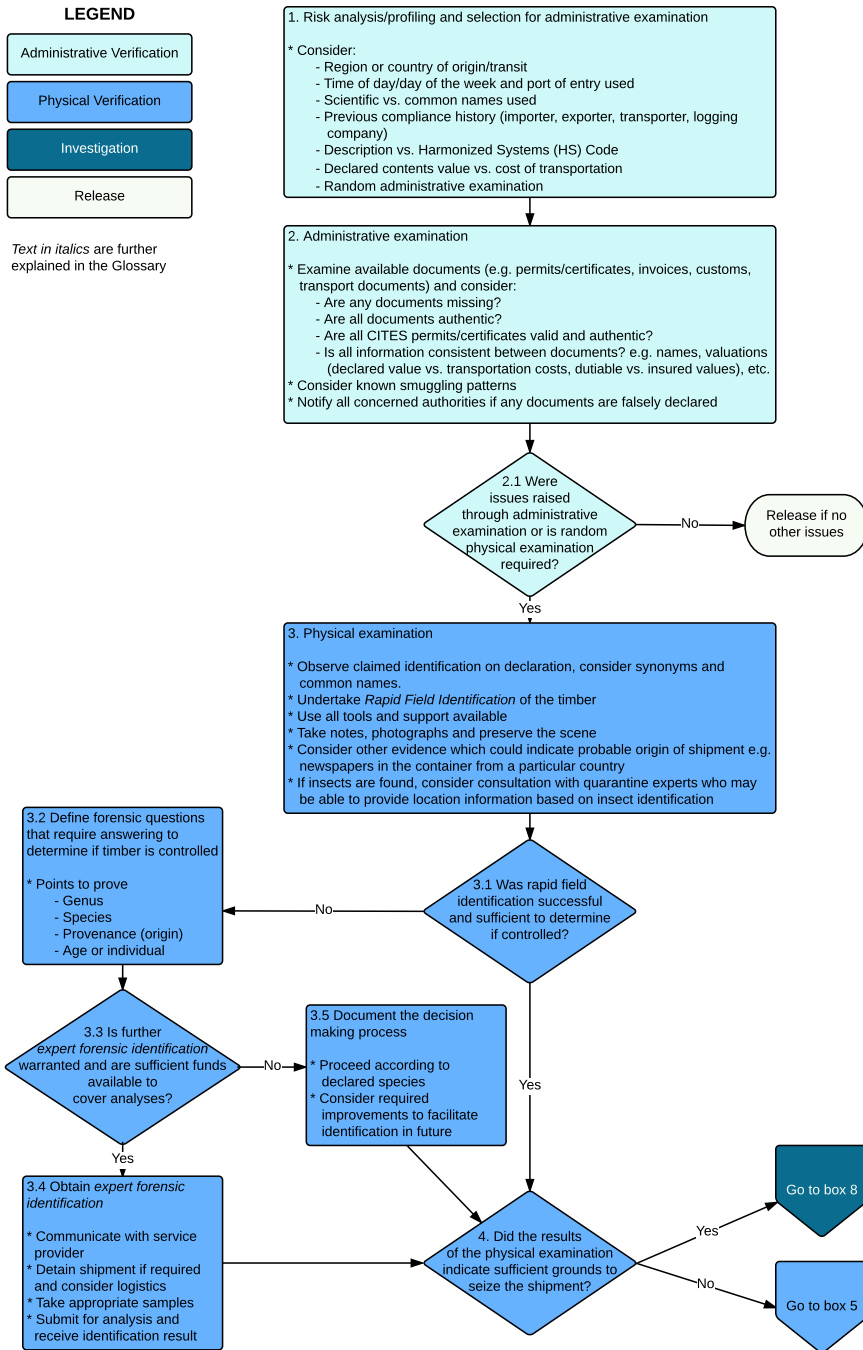 LEGEND
Administrative Verification
Physical Verification
Investigation
Release
Text in italics are further
explained in the Glossary
1. Risk analysis/profiling and selection for administrative examination
* Consider:
- Region or country of origin/transit
- Time of day/day of the week and port of entry used
- Scientific vs. common names used
- Previous compliance history (importer, exporter, transporter, logging
company)
- Description vs. Harmonized Systems (HS) Code
- Declared contents value vs. cost of transportation
- Random administrative examination
2. Administrative examination
* Examine available documents (e.g. permits/certificates, invoices, customs,
transport documents) and consider:
- Are any documents missing?
- Are all documents authentic?
- Are all CITES permits/certificates valid and authentic?
- Is all information consistent between documents? e.g. names, valuations
(declared value vs. transportation costs, dutiable vs. insured values), etc.
* Consider known smuggling patterns
* Notify all concerned authorities if any documents are falsely declared
2.1 Were
issues raised
through administrative
examination or is random
physical examination
required?
No
Release if no
other issues
Yes
3. Physical examination
* Observe claimed identification on declaration, consider synonyms and
common names.
* Undertake Rapid Field Identification of the timber
* Use all tools and support available
* Take notes, photographs and preserve the scene
* Consider other evidence which could indicate probable origin of shipment e.g.
newspapers in the container from a particular country
* If insects are found, consider consultation with quarantine experts who may
be able to provide location information based on insect identification
3.1 Was rapid field
identification successful
and sufficient to determine
if controlled?
No
3.2 Define forensic questions
that require answering to
determine if timber is controlled
* Points to prove
- Genus
- Species
- Provenance (origin)
- Age or individual
3.3 Is further
expert forensic identification
warranted and are sufficient funds
available to
cover analyses?
No
3.5 Document the decision
making process
* Proceed according to
declared species
* Consider required
improvements to facilitate
identification in future
Yes
Yes
3.4 Obtain expert forensic
identification
* Communicate with service
provider
* Detain shipment if required
and consider logistics
* Take appropriate samples
* Submit for analysis and
receive identification result
4. Did the results
of the physical examination
indicate sufficient grounds to
seize the shipment?
Yes
Go to box 8
No
Go to box 5